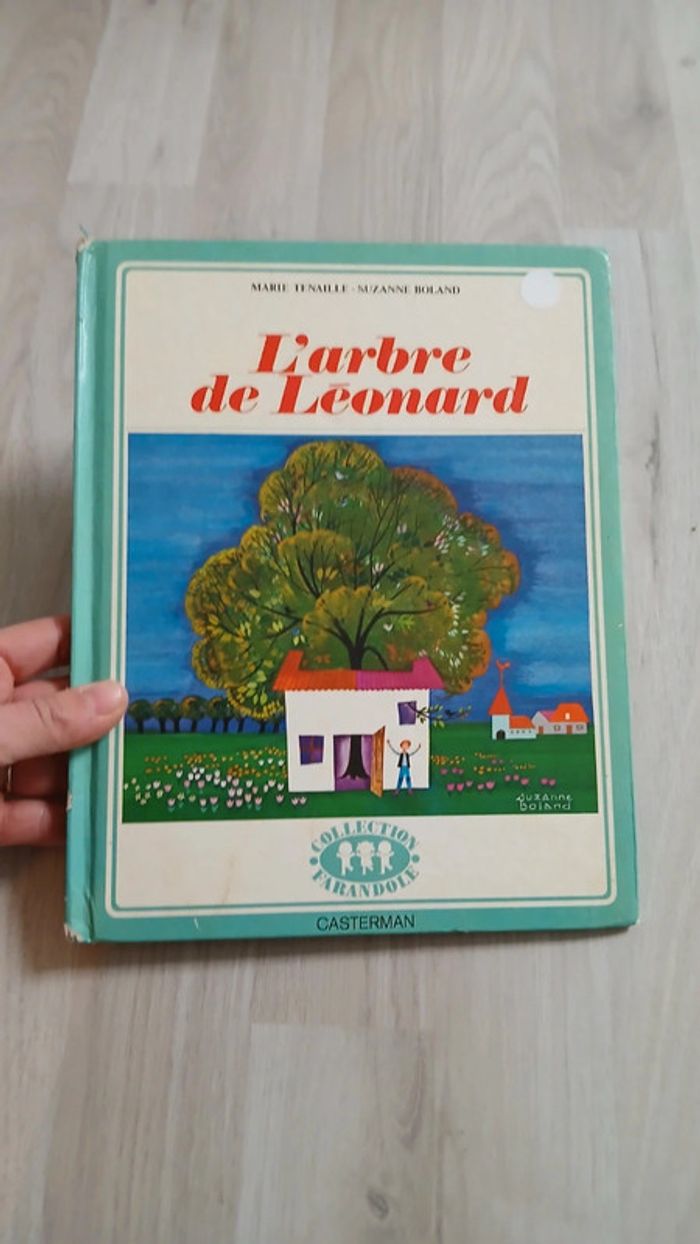 MARIE TENAILLE - SUZANNE BOLAND
L'arbre
de Léonard
suzanne
boland
• COLLECTION •
FARANDOLE
CASTERMAN